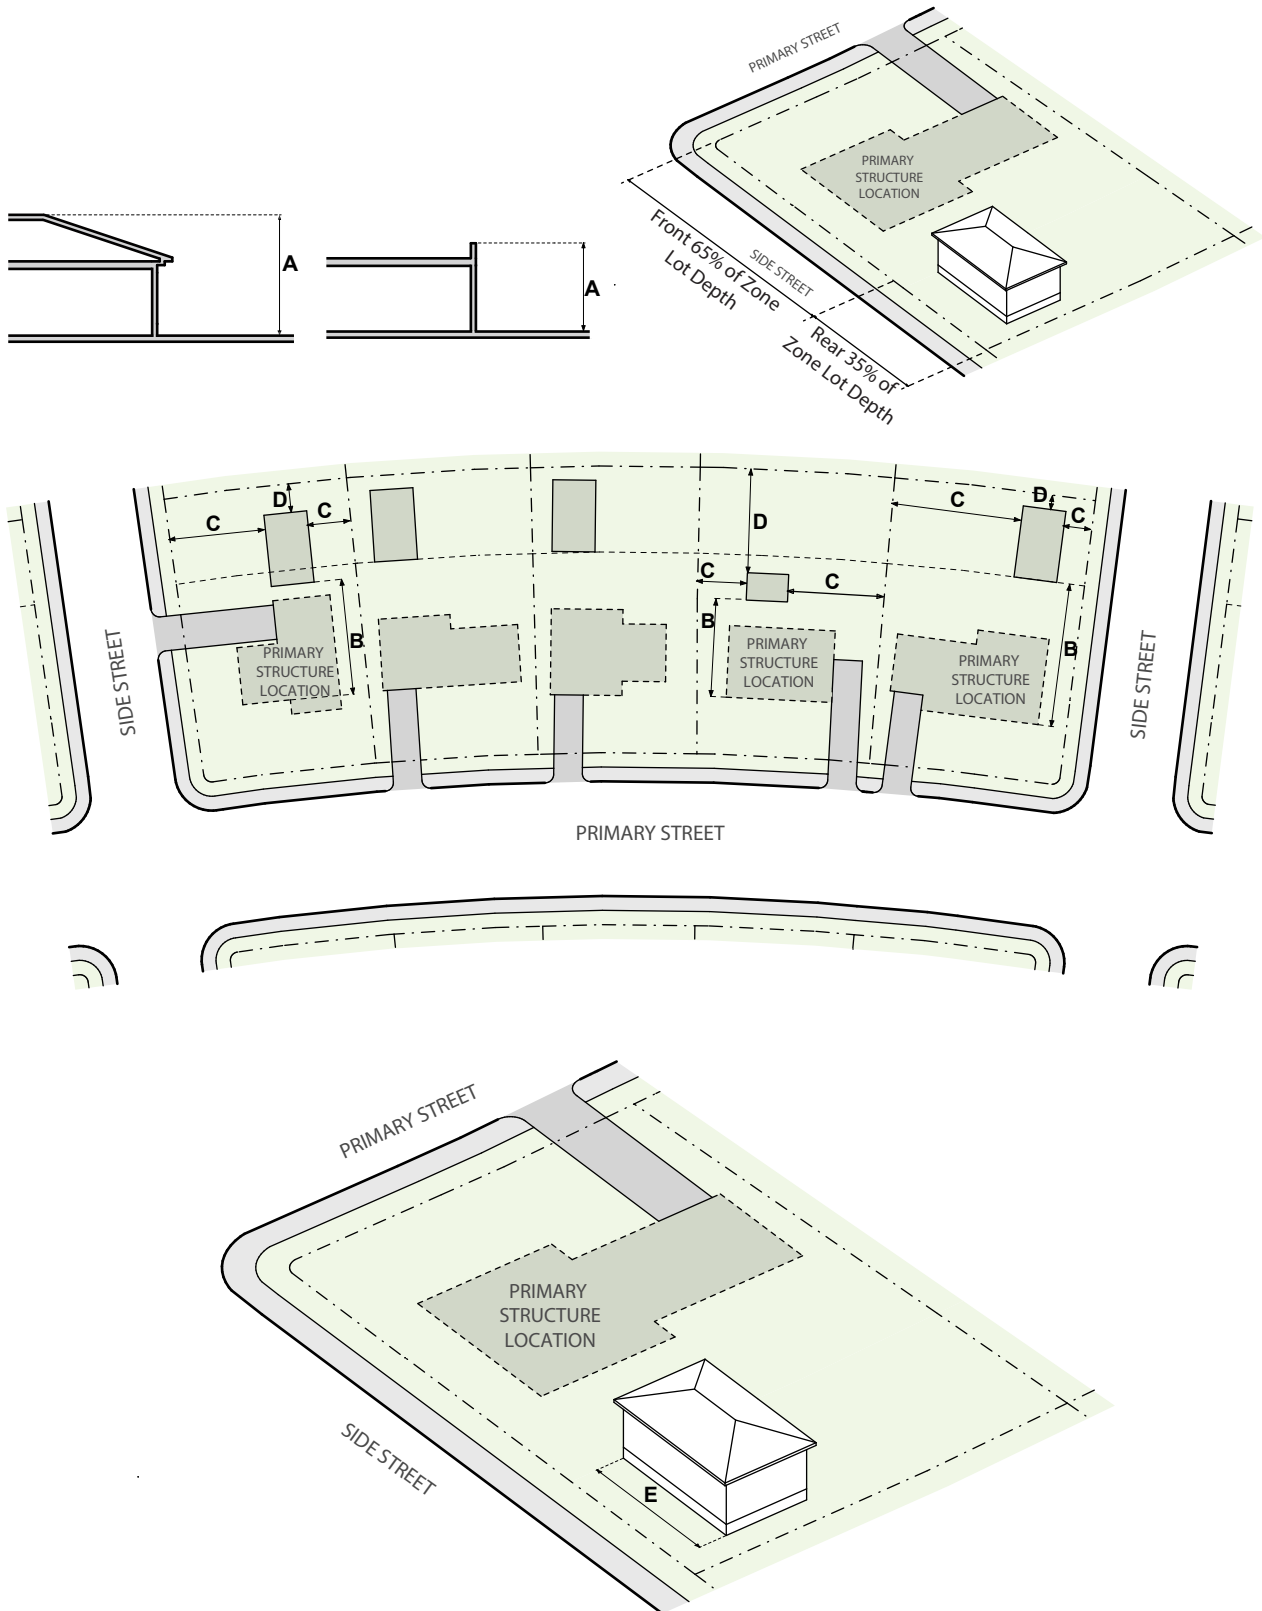 PRIMARY STREET
PRIMARY
STRUCTURE
LOCATION
A
A
Front 65% of Zone
Lot Depth
SIDE STREET
Rear 35% of
Zone Lot Depth
D
C
C
D
C
C
C
D
C
B
B
B
PRIMARY
STRUCTURE
LOCATION
PRIMARY
STRUCTURE
LOCATION
PRIMARY
STRUCTURE
LOCATION
SIDE STREET
SIDE STREET
PRIMARY STREET
PRIMARY STREET
PRIMARY
STRUCTURE
LOCATION
SIDE STREET
E